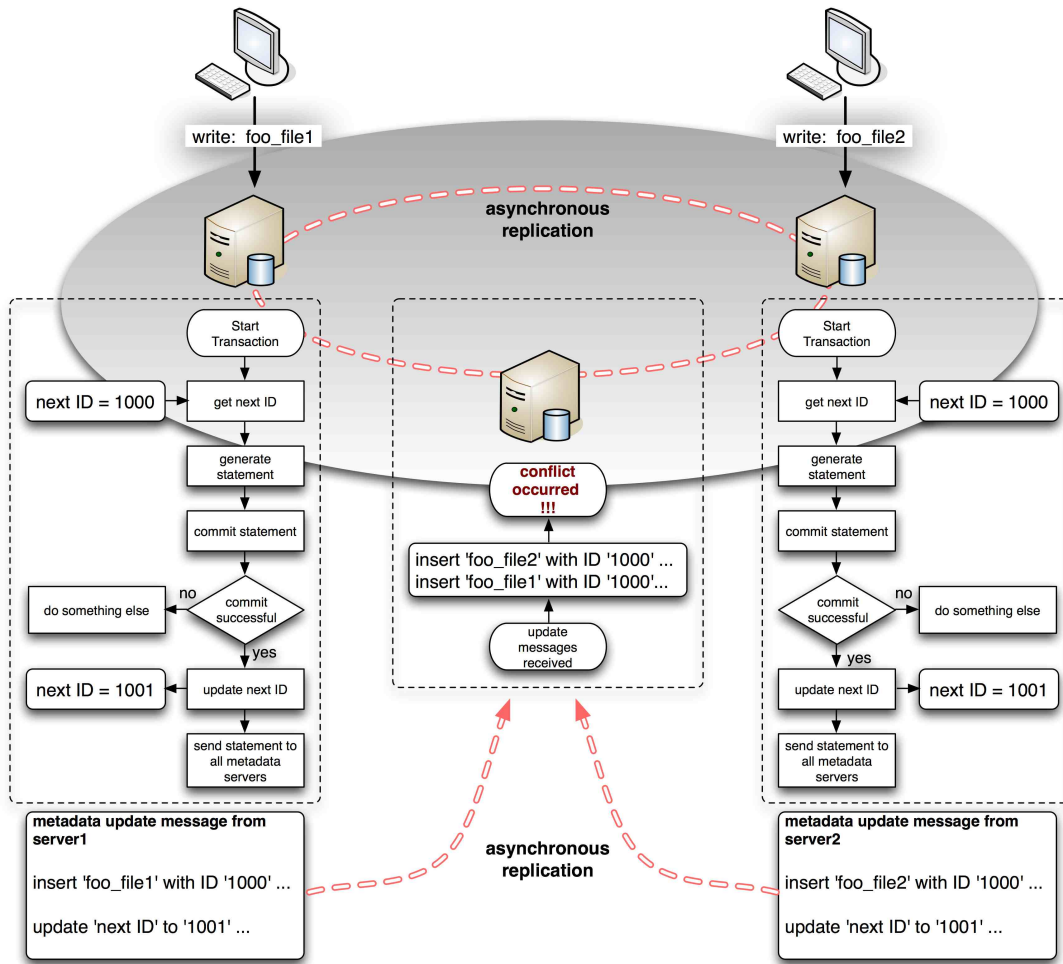 write:  foo_file1
write:  foo_file2
asynchronous
replication
Start
Transaction
next ID = 1000
get next ID
generate
statement
commit statement
commit
successful
no
do something else
yes
update next ID
next ID = 1001
send statement to
all metadata
servers
conflict
occurred
!!!
insert 'foo_file2' with ID '1000' ...
insert 'foo_file1' with ID '1000'...
update
messages
received
Start
Transaction
get next ID
next ID = 1000
generate
statement
commit statement
commit
successful
no
do something else
yes
update next ID
next ID = 1001
send statement to
all metadata
servers
metadata update message from
server1
insert 'foo_file1' with ID '1000' ...
update 'next ID' to '1001' ...
asynchronous
replication
metadata update message from
server2
insert 'foo_file2' with ID '1000' ...
update 'next ID' to '1001' ...